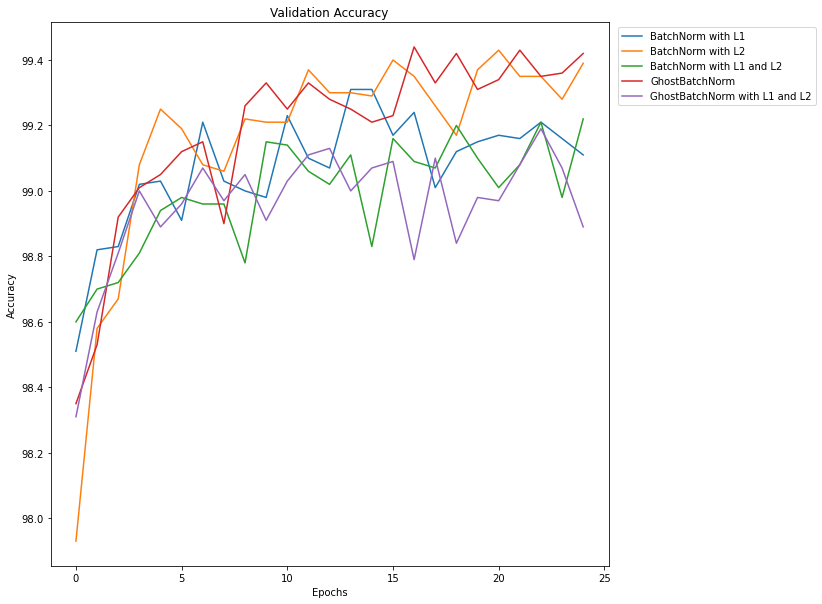 Validation Accuracy
BatchNorm with L1
BatchNorm with L2
BatchNorm with L1 and L2
GhostBatchNorm
GhostBatchNorm with L1 and L2
Accuracy
99.4
99.2
99.0
98.8
98.6
98.4
98.2
98.0
0 5 10 15 20 25
Epochs